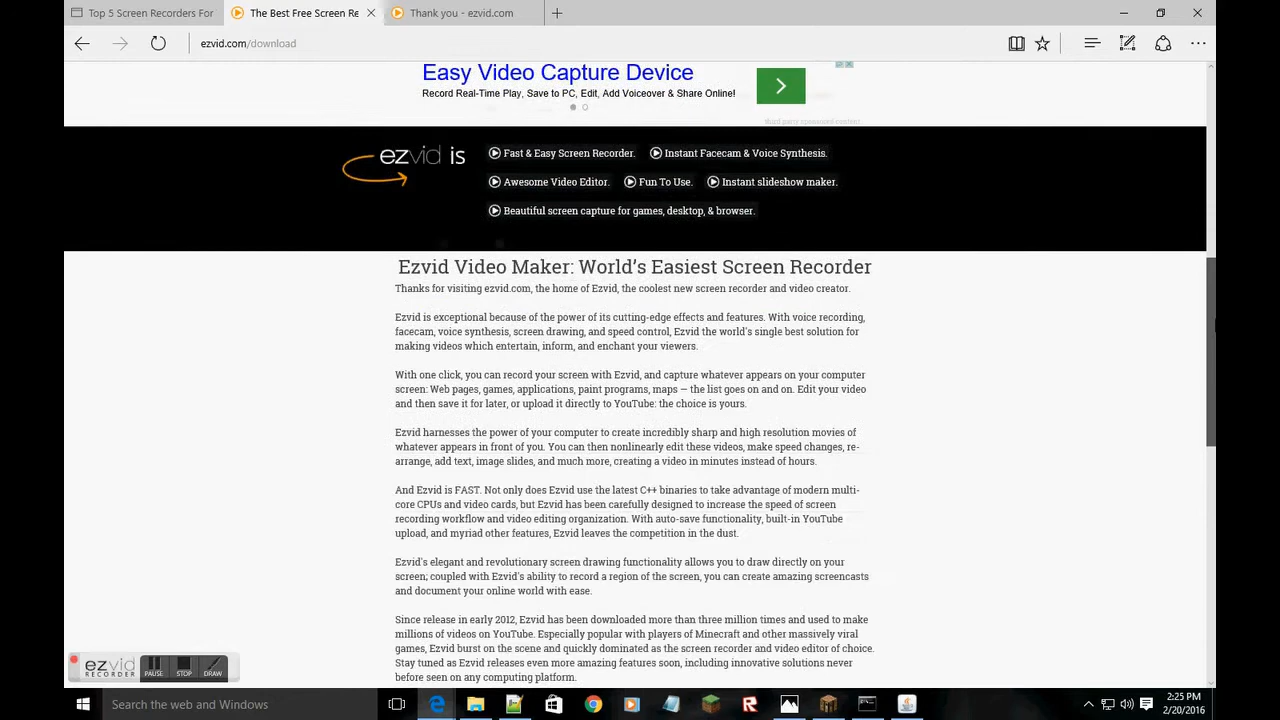 Top 5 Screen Recorders For
The Best Free Screen Re
Thank you - ezvid.com
ezvid.com/download
Easy Video Capture Device
Record Real-Time Play, Save to PC, Edit, Add Voiceover & Share Online!
third party sponsored content
ezvid is
Fast & Easy Screen Recorder. Instant Facecam & Voice Synthesis.
Awesome Video Editor. Fun To Use. Instant slideshow maker.
Beautiful screen capture for games, desktop, & browser.
Ezvid Video Maker: World's Easiest Screen Recorder
Thanks for visiting ezvid.com, the home of Ezvid, the coolest new screen recorder and video creator.
Ezvid is exceptional because of the power of its cutting-edge effects and features. With voice recording,
facecam, voice synthesis, screen drawing, and speed control, Ezvid the world's single best solution for
making videos which entertain, inform, and enchant your viewers.
With one click, you can record your screen with Ezvid, and capture whatever appears on your computer
screen: Web pages, games, applications, paint programs, maps — the list goes on and on. Edit your video
and then save it for later, or upload it directly to YouTube: the choice is yours.
Ezvid harnesses the power of your computer to create incredibly sharp and high resolution movies of
whatever appears in front of you. You can then nonlinearly edit these videos, make speed changes, re-
arrange, add text, image slides, and much more, creating a video in minutes instead of hours.
And Ezvid is FAST. Not only does Ezvid use the latest C++ binaries to take advantage of modern multi-
core CPUs and video cards, but Ezvid has been carefully designed to increase the speed of screen
recording workflow and video editing organization. With auto-save functionality, built-in YouTube
upload, and myriad other features, Ezvid leaves the competition in the dust.
Ezvid's elegant and revolutionary screen drawing functionality allows you to draw directly on your
screen; coupled with Ezvid's ability to record a region of the screen, you can create amazing screencasts
and document your online world with ease.
Since release in early 2012, Ezvid has been downloaded more than three million times and used to make
millions of videos on YouTube. Especially popular with players of Minecraft and other massively viral
games, Ezvid burst on the scene and quickly dominated as the screen recorder and video editor of choice.
Stay tuned as Ezvid releases even more amazing features soon, including innovative solutions never
before seen on any computing platform.
ezvid
RECORDER
PAUSE STOP DRAW
Search the web and Windows
2:25 PM
2/20/2016